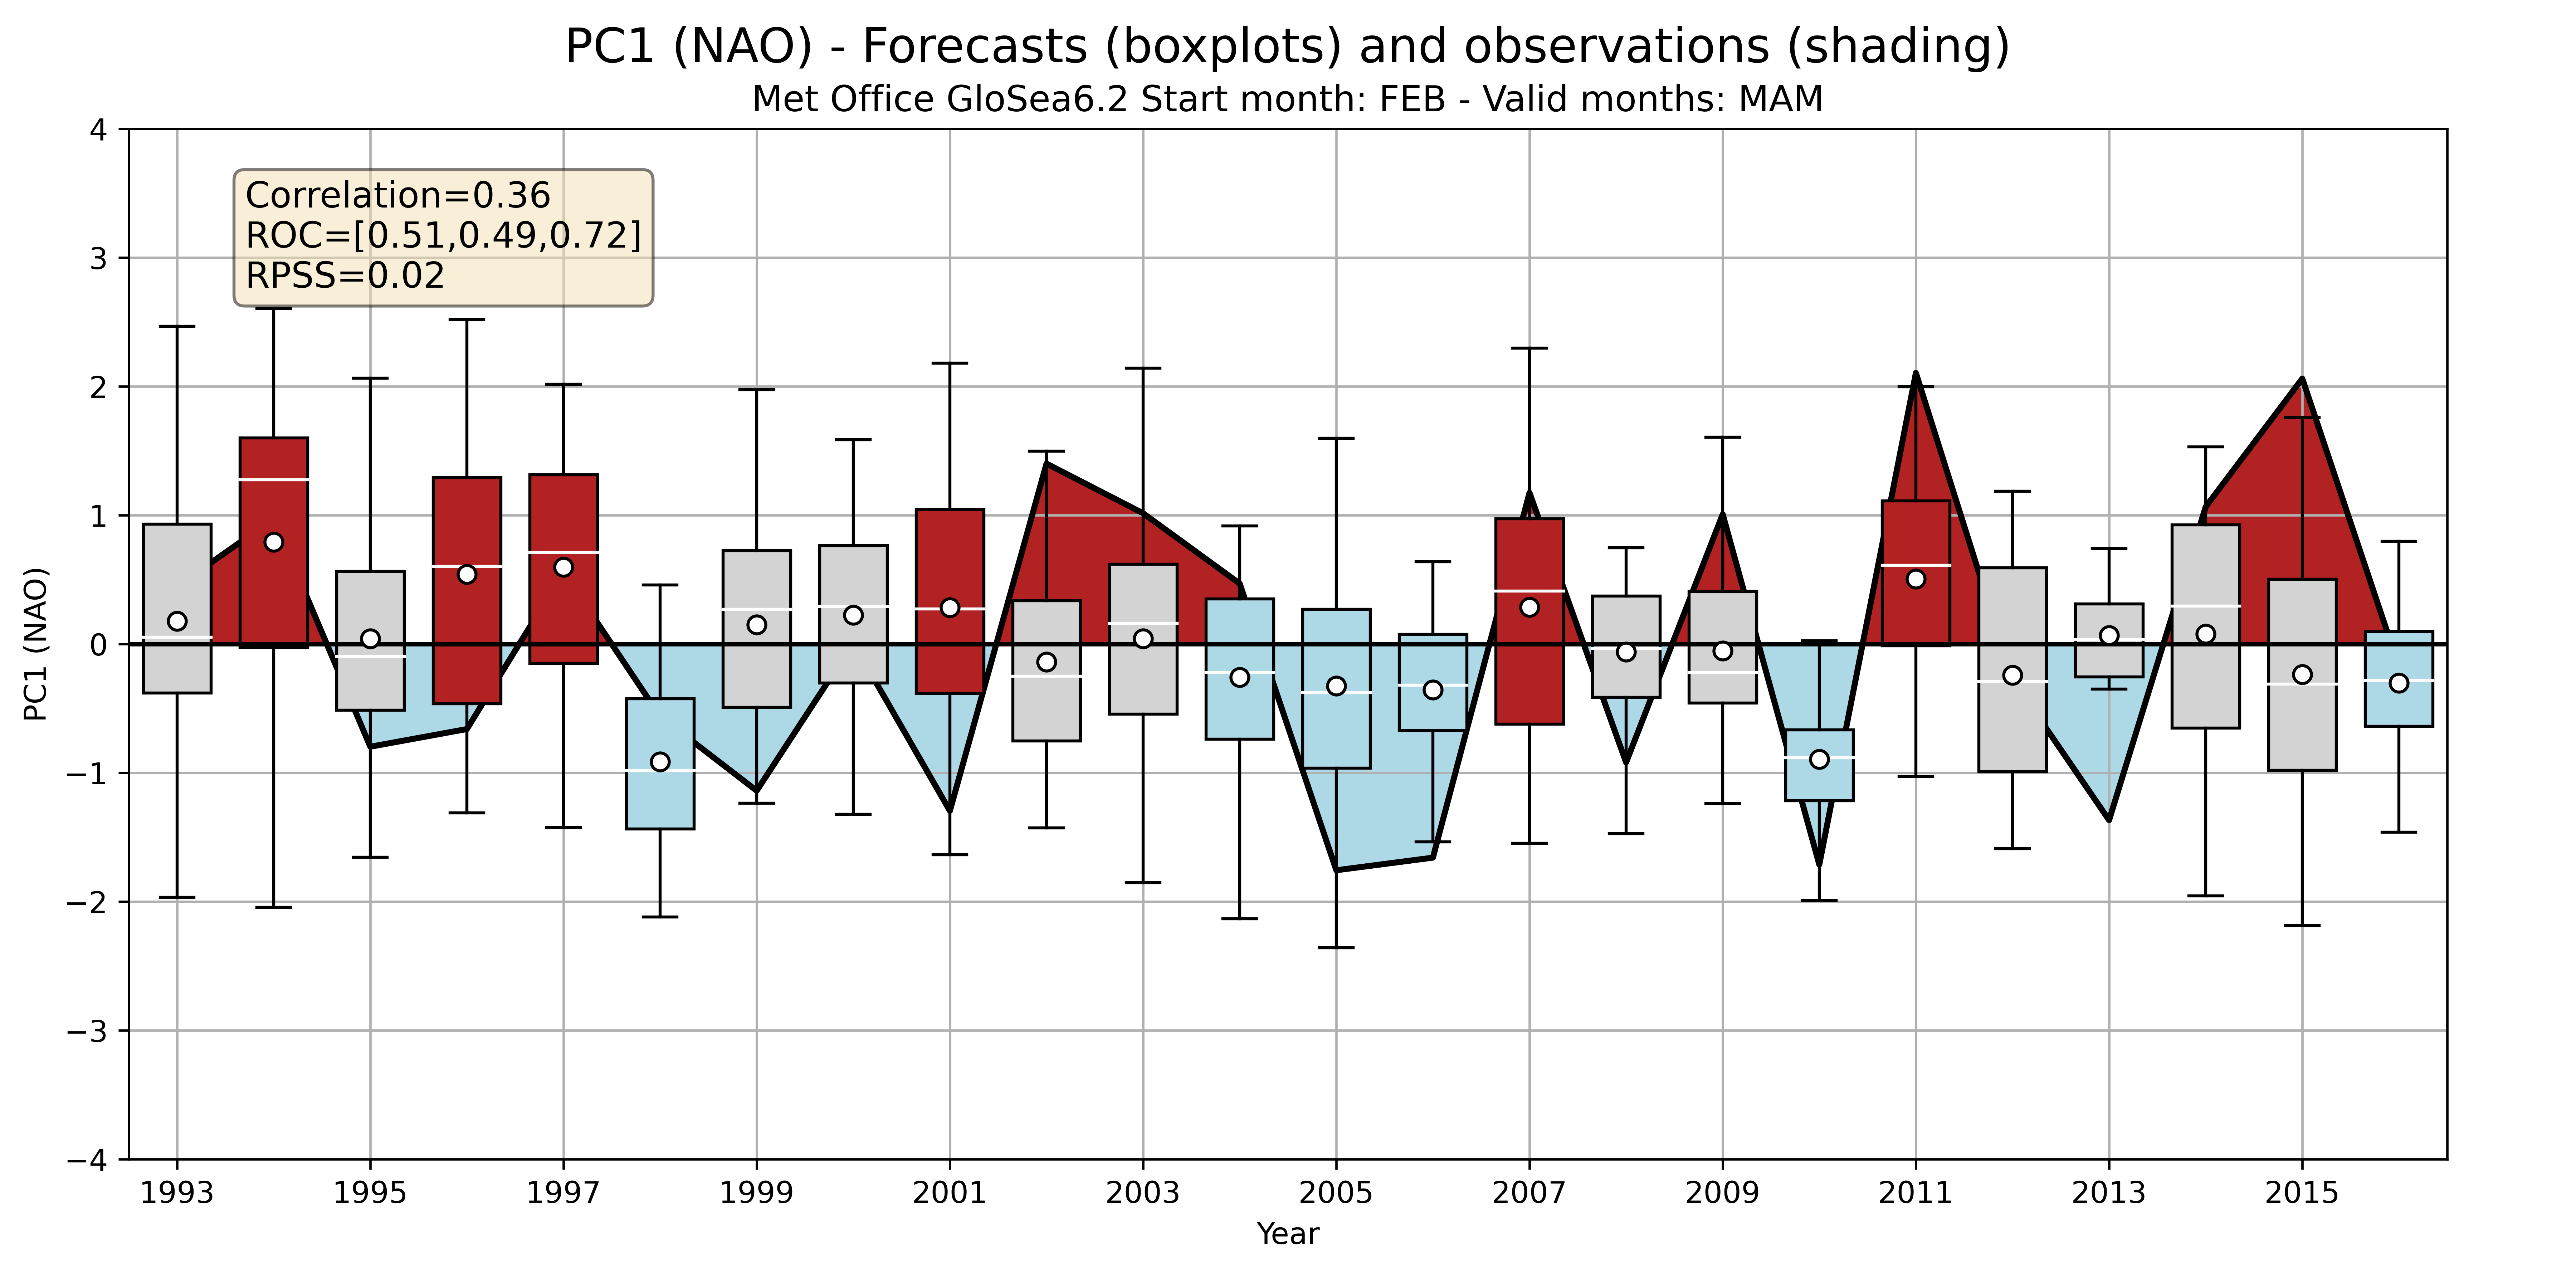 PC1 (NAO) - Forecasts (boxplots) and observations (shading)
Met Office GloSea6.2 Start month: FEB - Valid months: MAM
Correlation=0.36
ROC=[0.51,0.49,0.72]
RPSS=0.02
4
3
2
1
0
−1
−2
−3
−4
PC1 (NAO)
1993 1995 1997 1999 2001 2003 2005 2007 2009 2011 2013 2015
Year